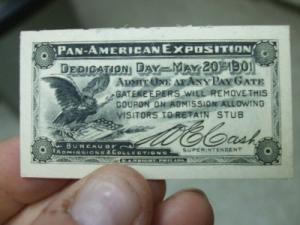 Pan-American Exposition
Dedication Day–May 20th 1901
Admit One at Any Pay Gate
Gatekeepers will remove this
coupon on admission allowing
visitors to retain stub
Bureau of
Admissions & Collections
Superintendent